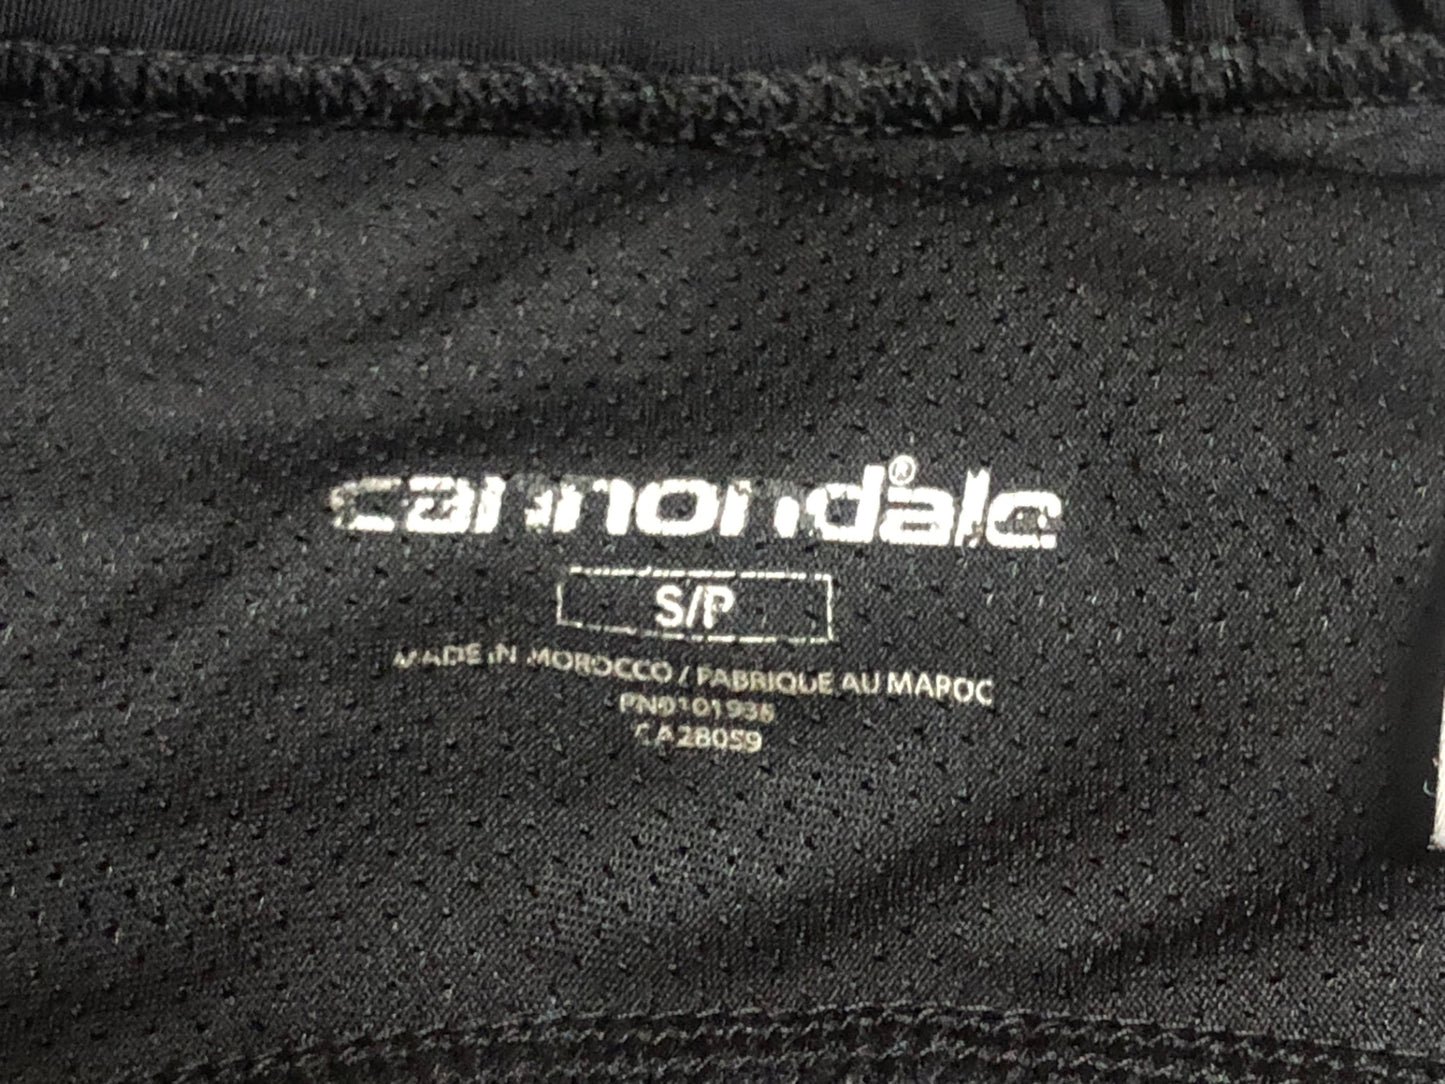 cannondale®
S/P
MADE IN MOROCCO / FABRIQUE AU MAROC
PN0101936
CA28059